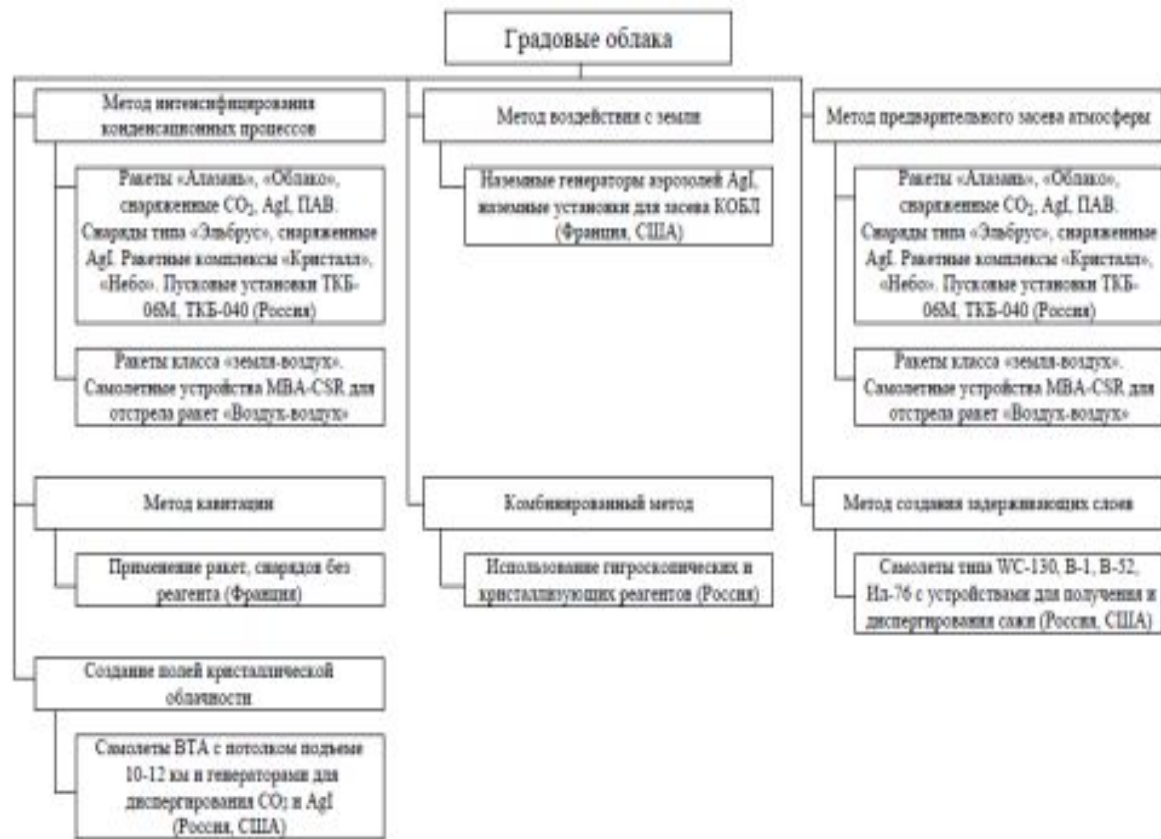 Градовые облака
Метод интенсифицирования
конденсационных процессов
Ракеты «Алазань», «Облако»,
снаряженные CO2, AgI, ПАВ.
Снаряды типа «Эльбрус», снаряженные
AgI. Ракетные комплексы «Кристалл»,
«Небо». Пусковые установки ТКБ-
06М, ТКБ-040 (Россия)
Ракеты класса «земля-воздух».
Самолетные устройства MBA-CSR для
отстрела ракет «Воздух-воздух»
Метод кавитации
Применение ракет, снарядов без
реагента (Франция)
Создание полей кристаллической
облачности
Самолеты ВТА с потолком подъеме
10-12 км и генераторами для
диспергирования CO2 и AgI
(Россия, США)
Метод воздействия с земли
Наземные генераторы аэрозолей AgI,
наземные установки для засева КОБЛ
(Франция, США)
Комбинированный метод
Использование гигроскопических и
кристаллизующих реагентов (Россия)
Метод предварительного засева атмосферы
Ракеты «Алазань», «Облако»,
снаряженные CO2, AgI, ПАВ.
Снаряды типа «Эльбрус», снаряженные
AgI. Ракетные комплексы «Кристалл»,
«Небо». Пусковые установки ТКБ-
06М, ТКБ-040 (Россия)
Ракеты класса «земля-воздух».
Самолетные устройства MBA-CSR для
отстрела ракет «Воздух-воздух»
Метод создания задерживающих слоев
Самолеты типа WC-130, B-1, B-52,
Ил-76 с устройствами для получения и
диспергирования сажи (Россия, США)